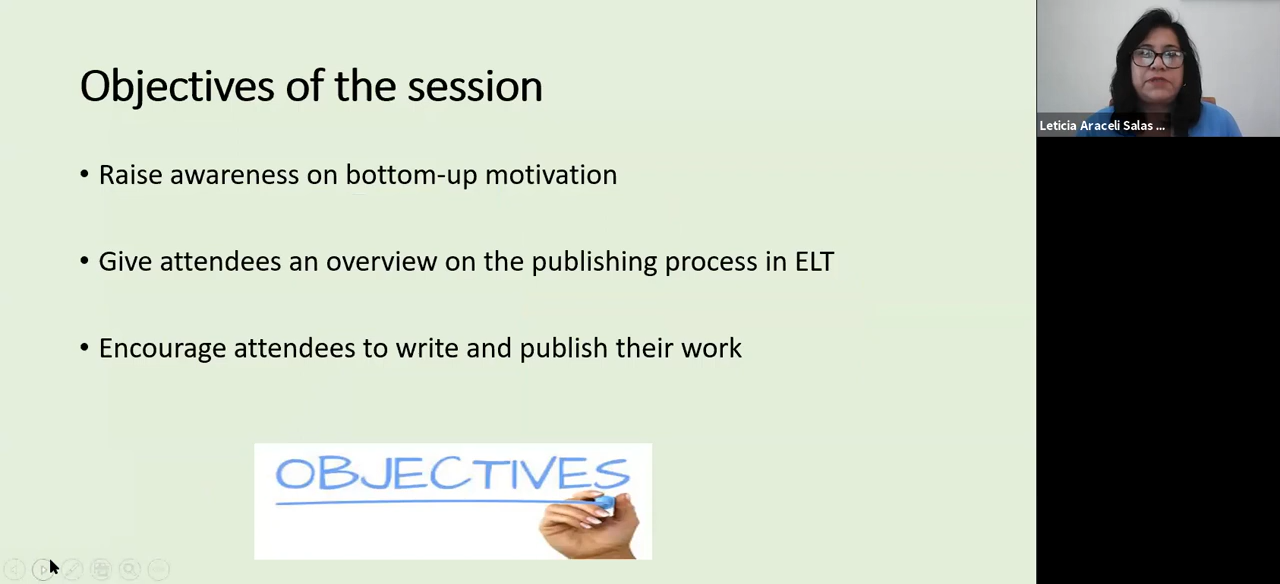 Objectives of the session
• Raise awareness on bottom-up motivation
• Give attendees an overview on the publishing process in ELT
• Encourage attendees to write and publish their work
OBJECTIVES
Leticia Araceli Salas ...